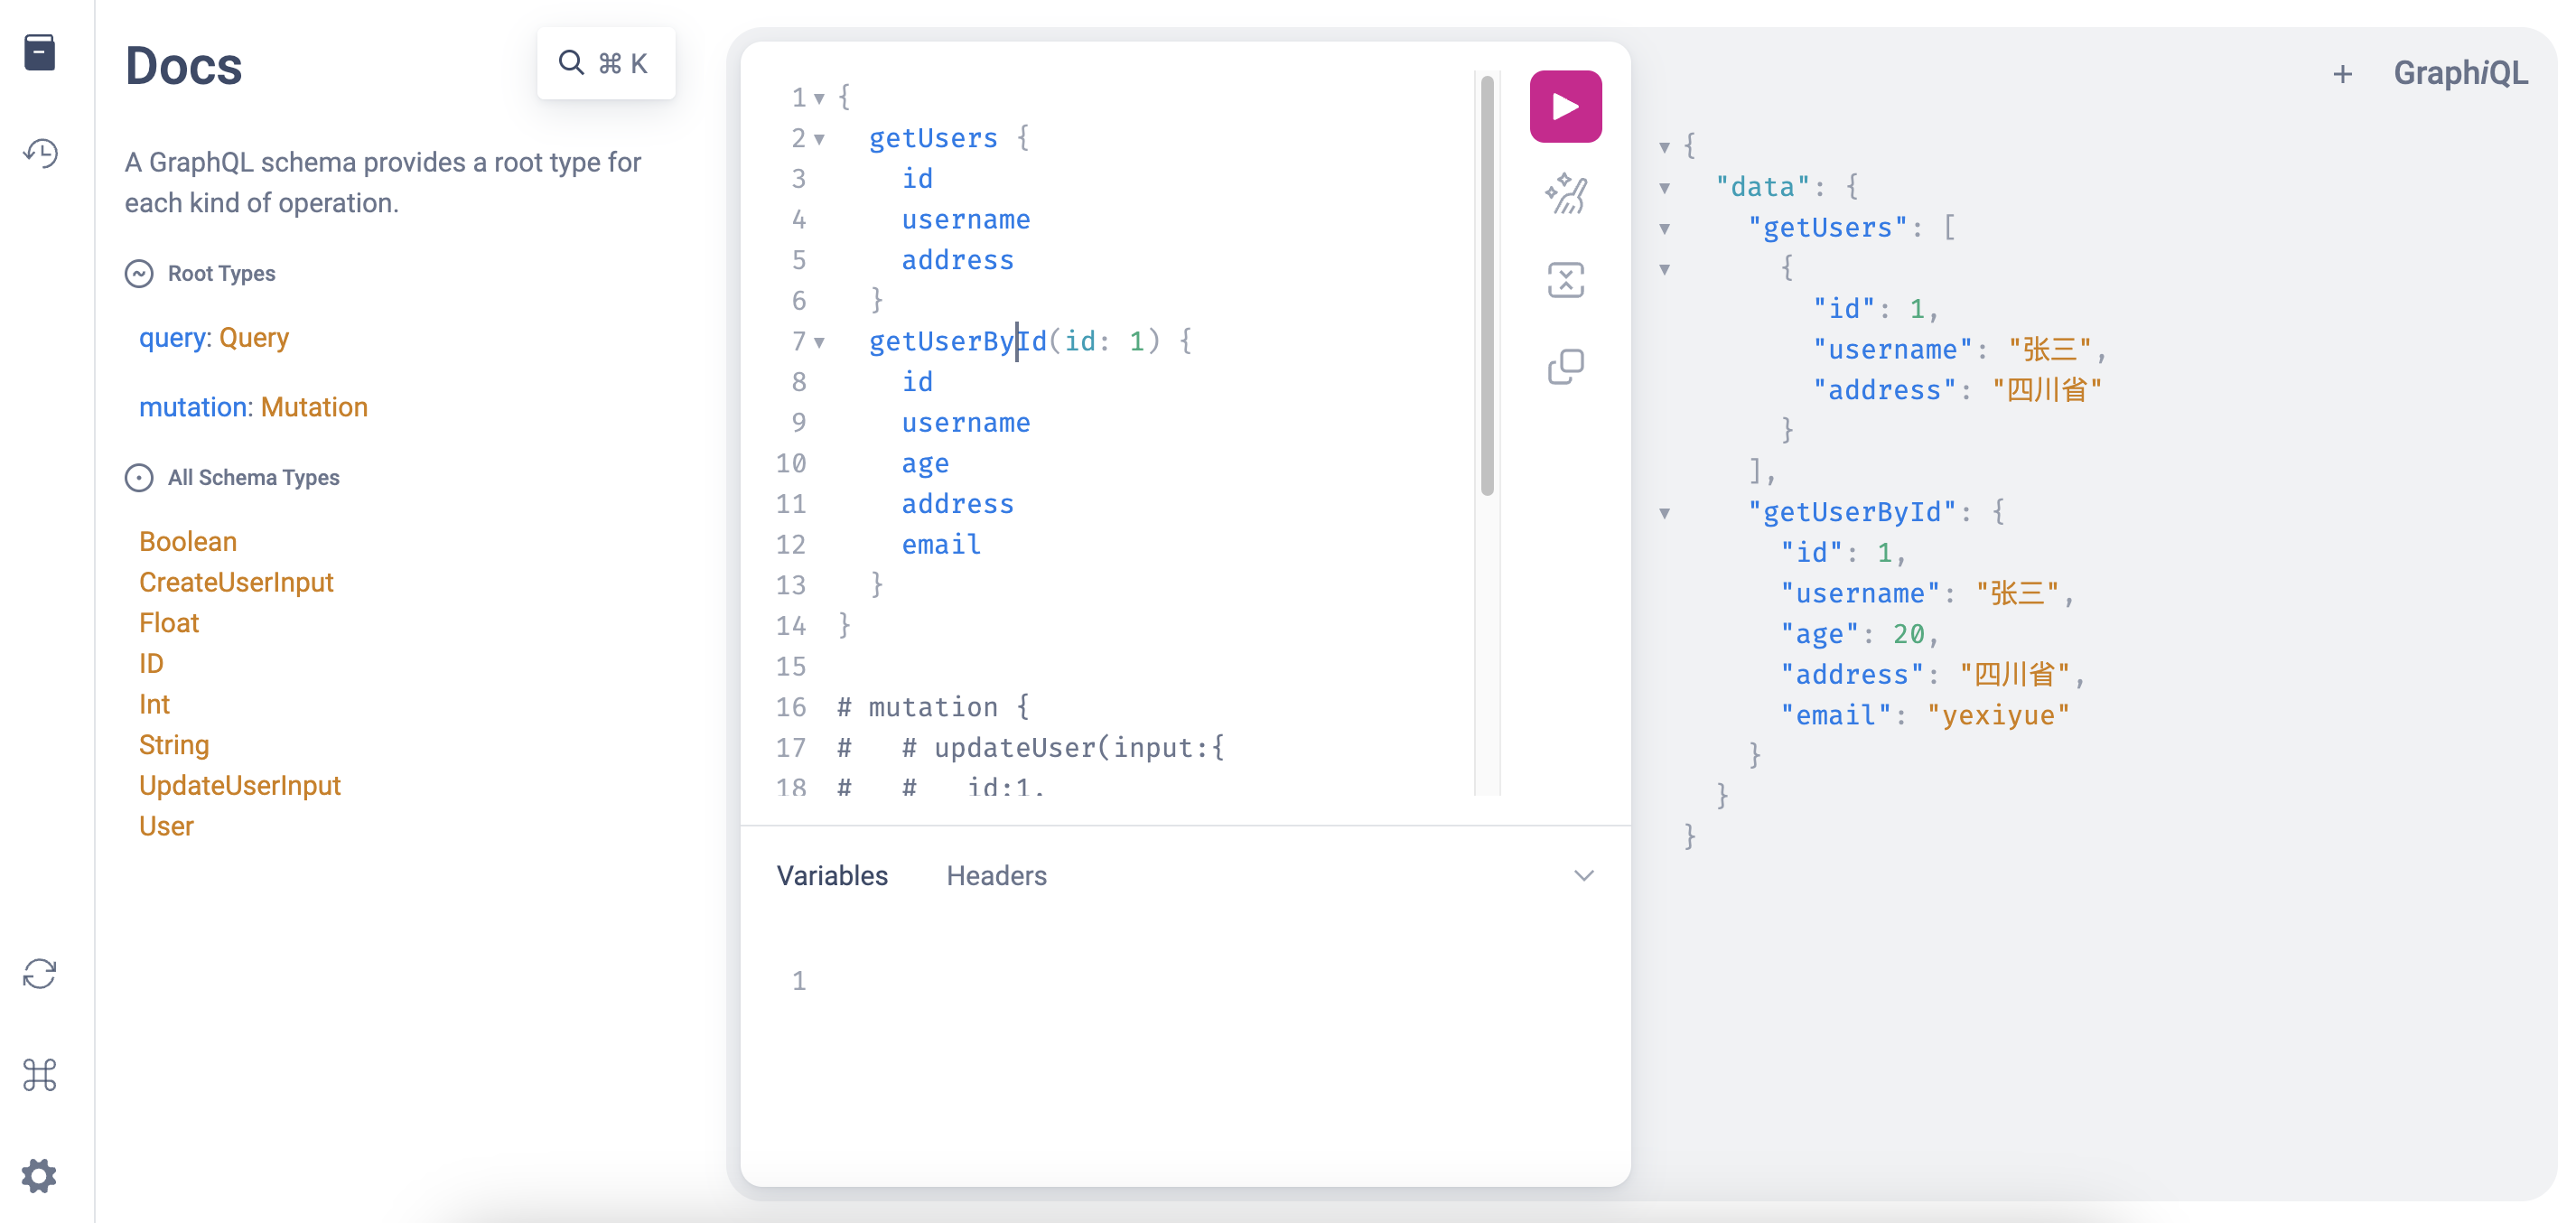 Docs
⌘ K
A GraphQL schema provides a root type for
each kind of operation.
Root Types
query: Query
mutation: Mutation
All Schema Types
Boolean
CreateUserInput
Float
ID
Int
String
UpdateUserInput
User
1 {
2 getUsers {
3 id
4 username
5 address
6 }
7 getUserById(id: 1) {
8 id
9 username
10 age
11 address
12 email
13 }
14 }
15
16 # mutation {
17 # # updateUser(input:{
18 # # id:1,
Variables Headers
1
+ GraphiQL
{
"data": {
"getUsers": [
{
"id": 1,
"username": "张三",
"address": "四川省"
}
],
"getUserById": {
"id": 1,
"username": "张三",
"age": 20,
"address": "四川省",
"email": "yexiyue"
}
}
}